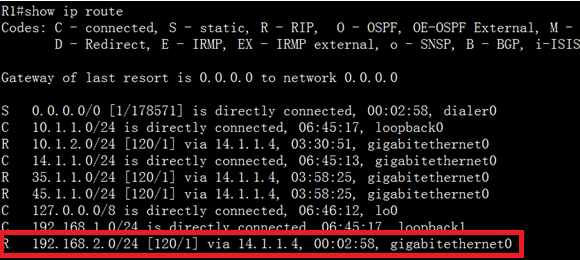 R1#show ip route
Codes: C - connected, S - static, R - RIP, O - OSPF, OE-OSPF External, M -
D - Redirect, E - IRMP, EX - IRMP external, o - SNSP, B - BGP, i-ISIS
Gateway of last resort is 0.0.0.0 to network 0.0.0.0
S 0.0.0.0/0 [1/178571] is directly connected, 00:02:58, dialer0
C 10.1.1.0/24 is directly connected, 06:45:17, loopback0
R 10.1.2.0/24 [120/1] via 14.1.1.4, 03:30:51, gigabitethernet0
C 14.1.1.0/24 is directly connected, 06:45:13, gigabitethernet0
R 35.1.1.0/24 [120/1] via 14.1.1.4, 03:58:25, gigabitethernet0
R 45.1.1.0/24 [120/1] via 14.1.1.4, 03:58:25, gigabitethernet0
C 127.0.0.0/8 is directly connected, 06:46:12, lo0
C 192.168.1.0/24 is directly connected, 06:45:17, loopback1
R 192.168.2.0/24 [120/1] via 14.1.1.4, 00:02:58, gigabitethernet0